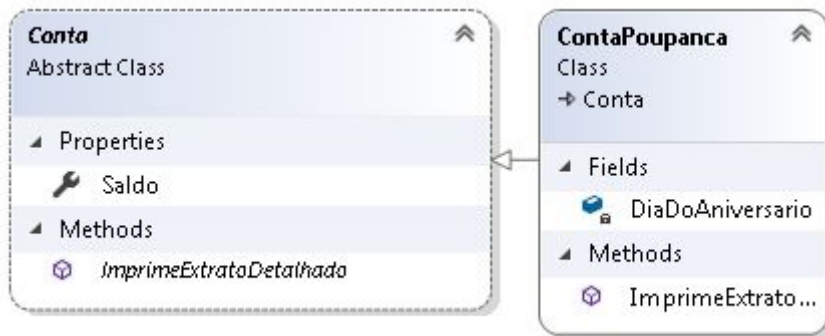 Conta
Abstract Class
Properties
Saldo
Methods
ImprimeExtratoDetalhado
ContaPoupanca
Class
Conta
Fields
DiaDoAniversario
Methods
ImprimeExtrato...